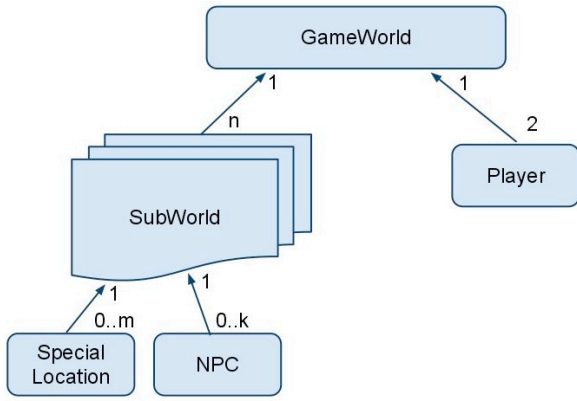 GameWorld
1
1
n
2
Player
SubWorld
1
1
0..m
0..k
Special
Location
NPC